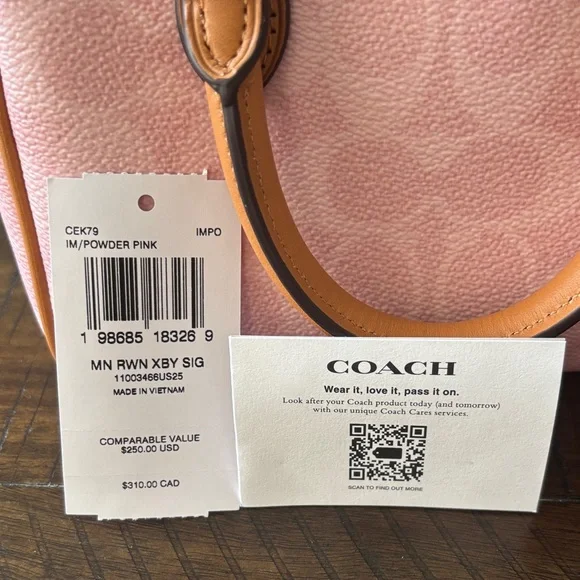 CEK79 IMPO
IM/POWDER PINK
1 98685 18326 9
MN RWN XBY SIG
11003466US25
MADE IN VIETNAM
COMPARABLE VALUE
$250.00 USD
$310.00 CAD
COACH
Wear it, love it, pass it on.
Look after your Coach product today (and tomorrow)
with our unique Coach Cares services.
SCAN TO FIND OUT MORE